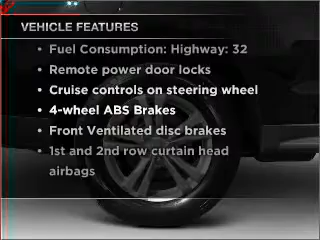 VEHICLE FEATURES
• Fuel Consumption: Highway: 32
• Remote power door locks
• Cruise controls on steering wheel
• 4-wheel ABS Brakes
• Front Ventilated disc brakes
• 1st and 2nd row curtain head
airbags